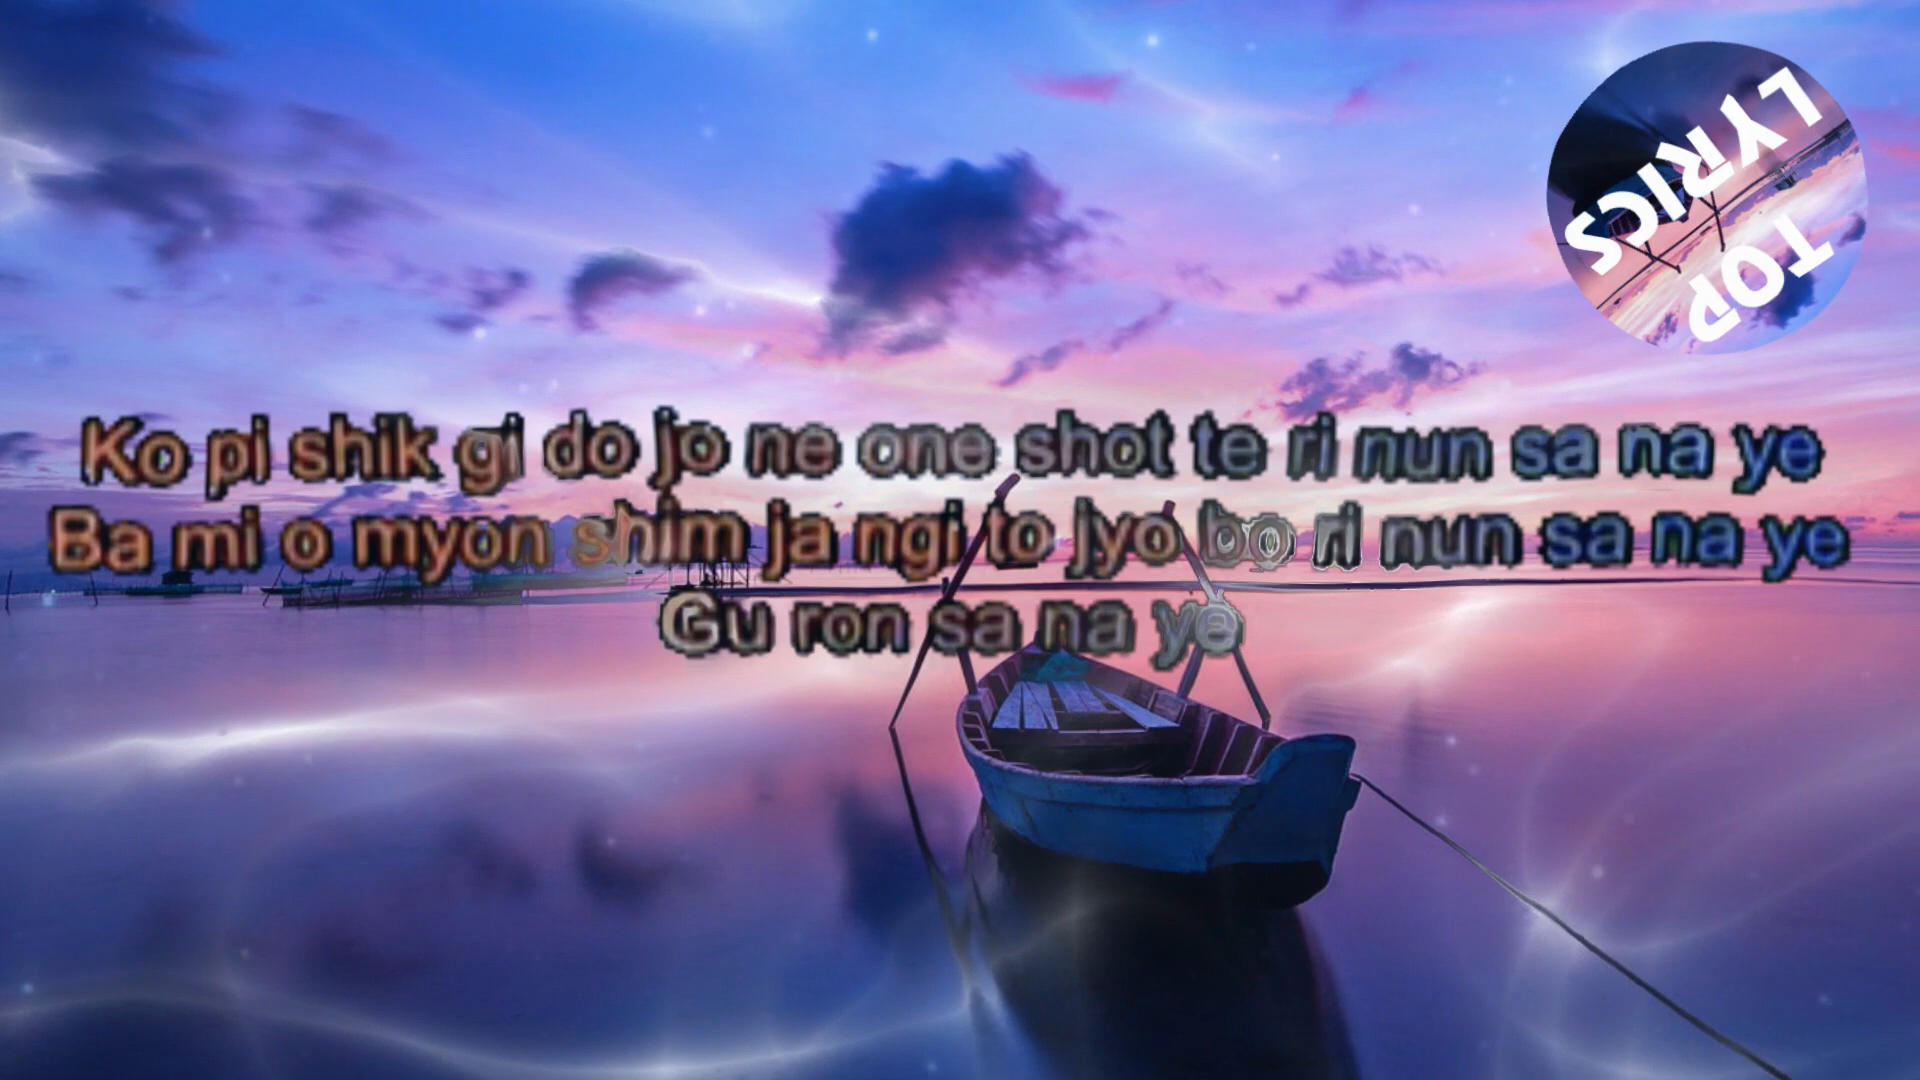 Ko pi shik gi do jo ne one shot te ri nun sa na ye
Ba mi o myon shim ja ngi to jyo bo ri nun sa na ye
Gu ron sa na ye
TOP
LYRICS